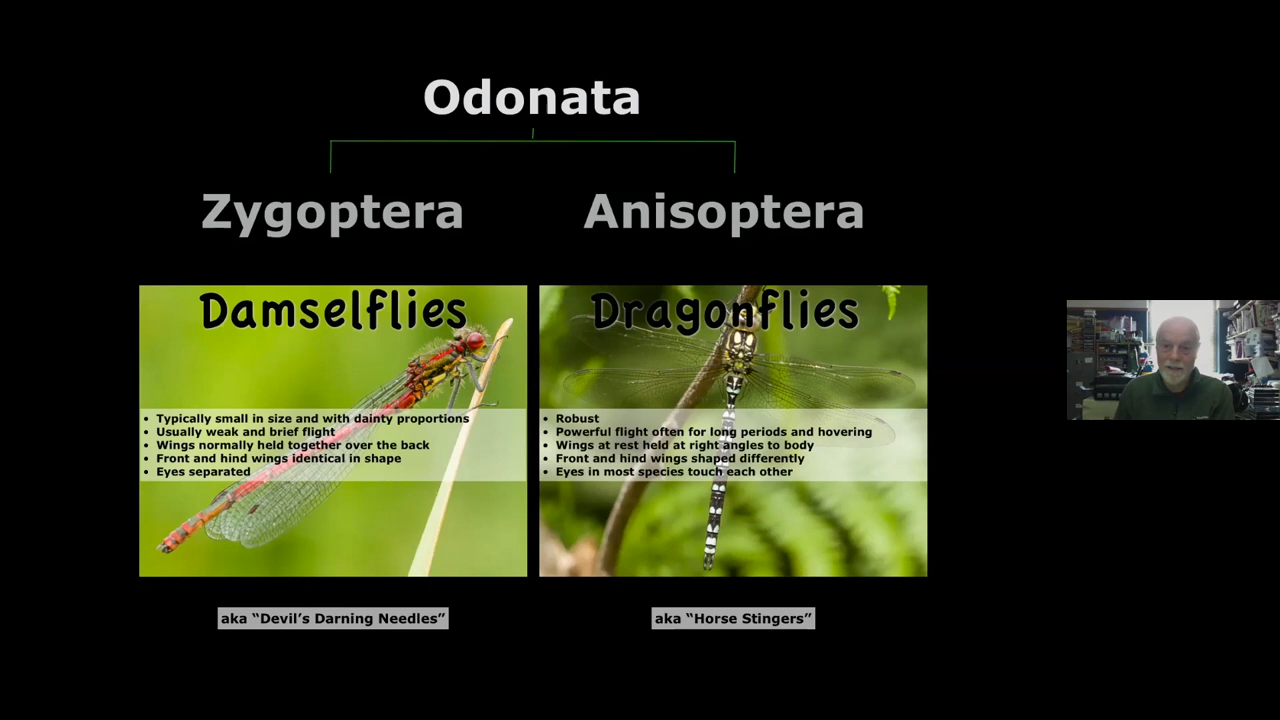 Odonata
Zygoptera
Anisoptera
Damselflies
• Typically small in size and with dainty proportions
• Usually weak and brief flight
• Wings normally held together over the back
• Front and hind wings identical in shape
• Eyes separated
Dragonflies
• Robust
• Powerful flight often for long periods and hovering
• Wings at rest held at right angles to body
• Front and hind wings shaped differently
• Eyes in most species touch each other
aka “Devil’s Darning Needles”
aka “Horse Stingers”